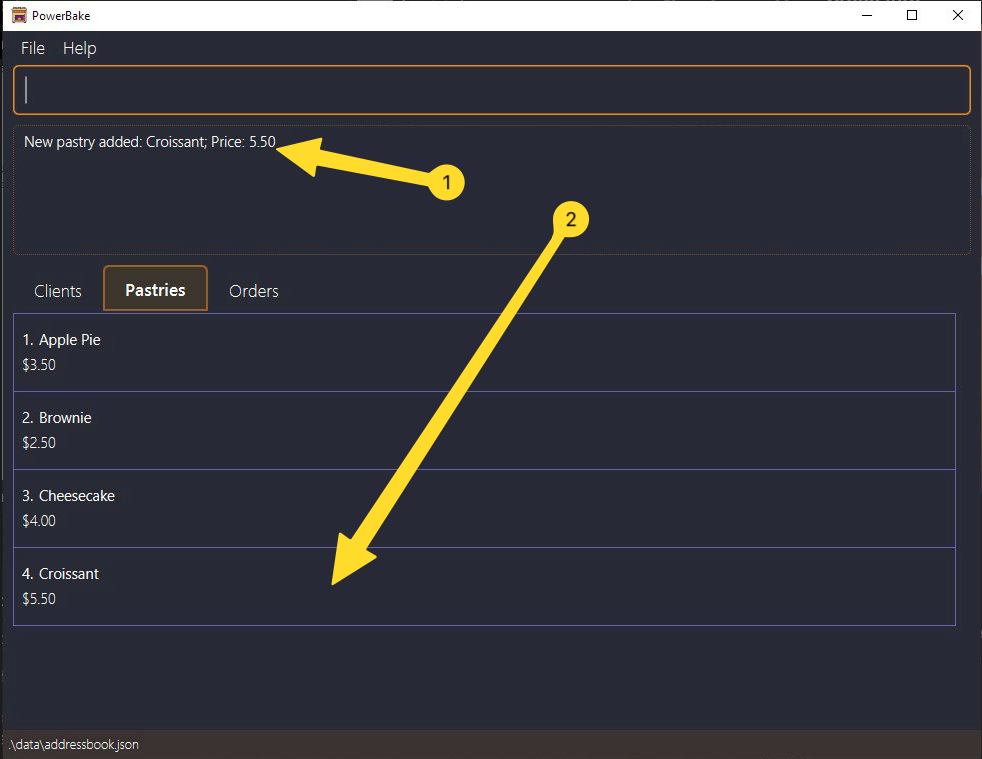 PowerBake
File Help
New pastry added: Croissant; Price: 5.50
1
2
Clients Pastries Orders
1. Apple Pie
$3.50
2. Brownie
$2.50
3. Cheesecake
$4.00
4. Croissant
$5.50
.\data\addressbook.json